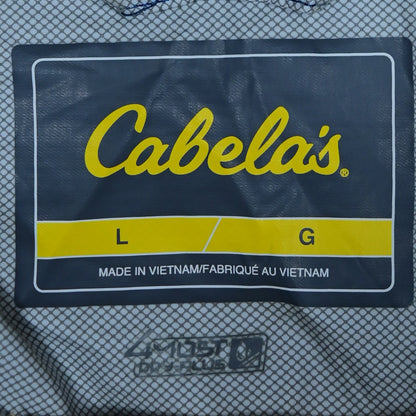 Cabela's®
L / G
MADE IN VIETNAM/FABRIQUÉ AU VIETNAM
4MOST
DRY-PLUS